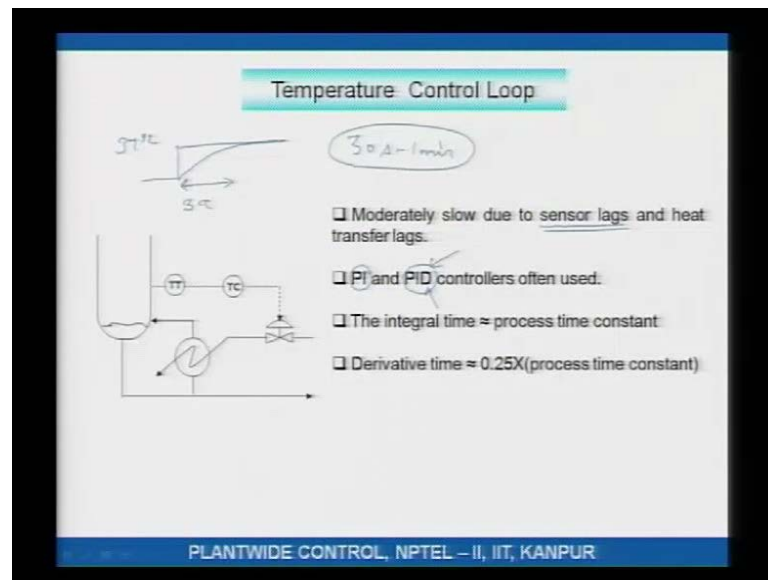 Temperature Control Loop
37°C
30 s - 1 min
3τ
❑ Moderately slow due to sensor lags and heat
transfer lags.
❑ PI and PID controllers often used.
❑ The integral time ≈ process time constant
❑ Derivative time ≈ 0.25X(process time constant)
TT
TC
PLANTWIDE CONTROL, NPTEL – II, IIT, KANPUR